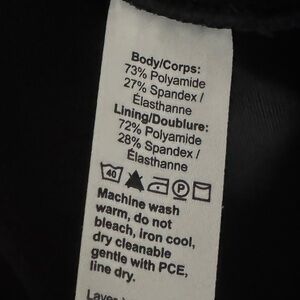 Body/Corps:
73% Polyamide
27% Spandex /
Élasthanne
Lining/Doublure:
72% Polyamide
28% Spandex /
Élasthanne
40 P
Machine wash
warm, do not
bleach, iron cool,
dry cleanable
gentle with PCE,
line dry.